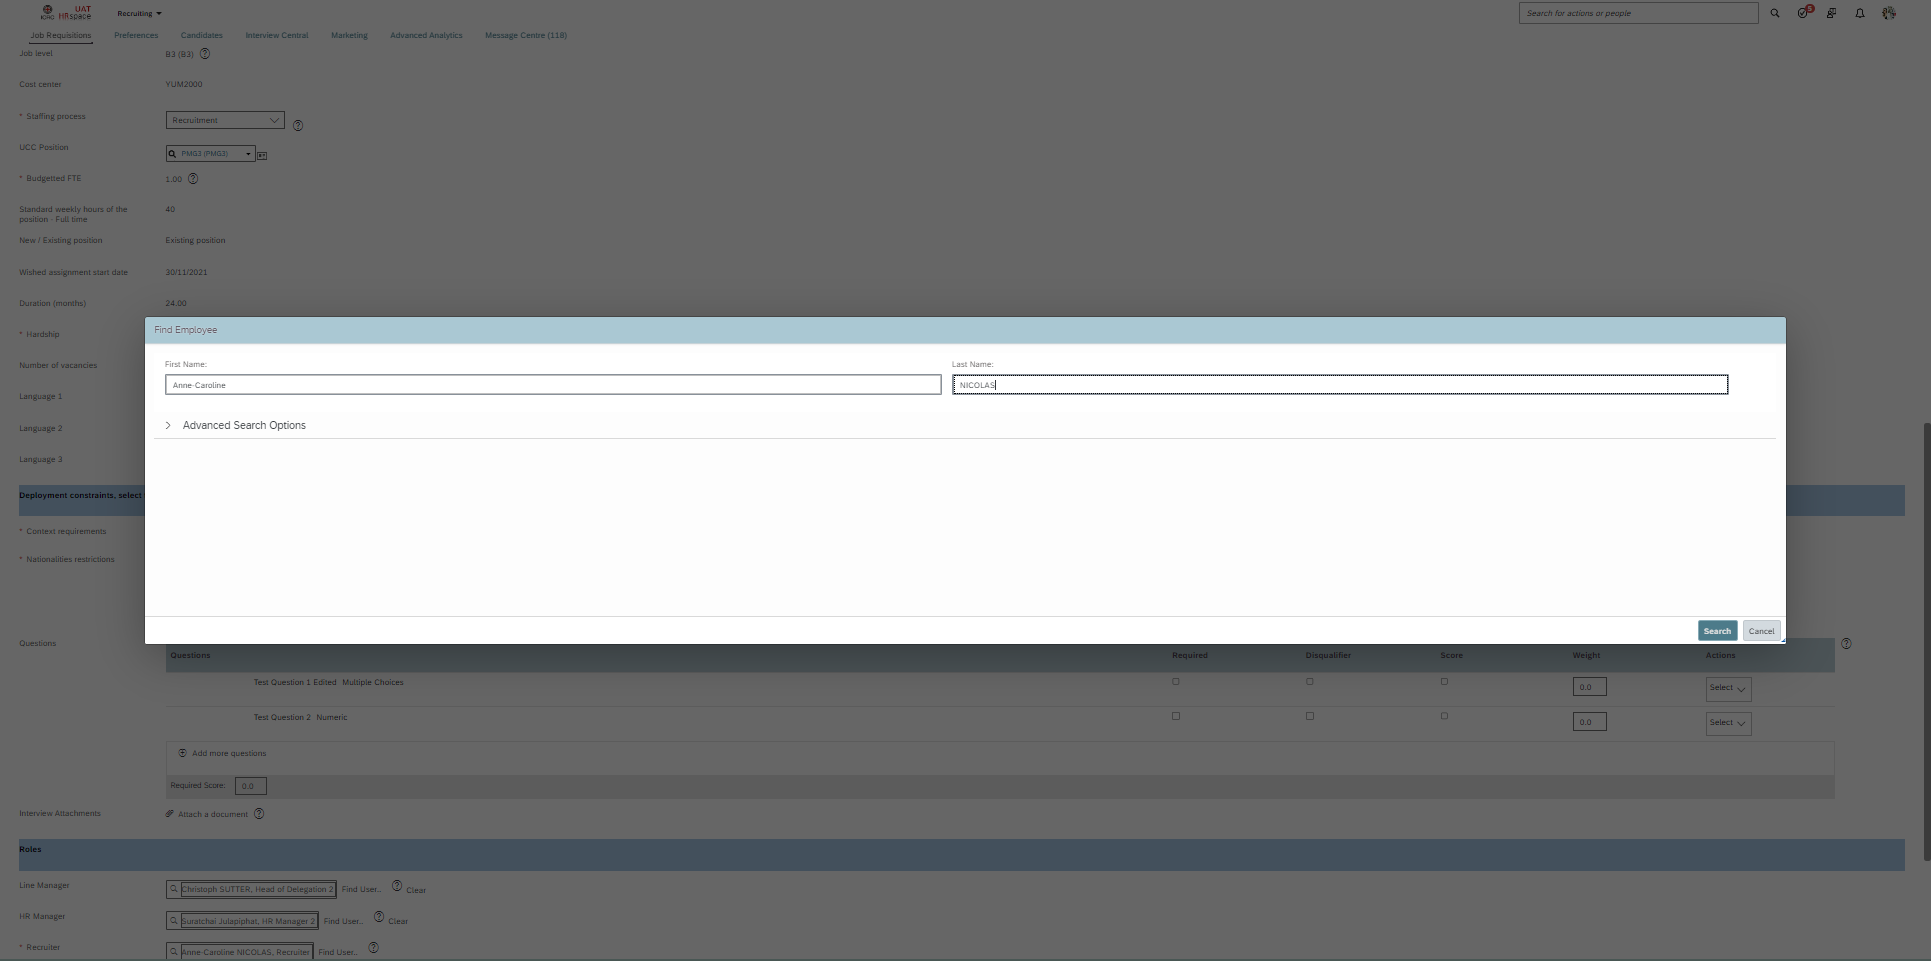 UAT
ICRC HRspace
Recruiting
Search for actions or people
5
Job Requisitions Preferences Candidates Interview Central Marketing Advanced Analytics Message Centre (118)
Job level B3 (B3)
Cost center YUM2000
* Staffing process Recruitment
UCC Position PMG3 (PMG3)
* Budgetted FTE 1.00
Standard weekly hours of the
position - Full time 40
New / Existing position Existing position
Wished assignment start date 30/11/2021
Duration (months) 24.00
* Hardship
Number of vacancies
Language 1
Language 2
Language 3
Deployment constraints, select
* Context requirements
* Nationalities restrictions
Find Employee
First Name: Last Name:
Anne-Caroline NICOLAS
Advanced Search Options
Search Cancel
Questions
Questions Required Disqualifier Score Weight Actions
Test Question 1 Edited Multiple Choices 0.0 Select
Test Question 2 Numeric 0.0 Select
Add more questions
Required Score: 0.0
Interview Attachments Attach a document
Roles
Line Manager Christoph SUTTER, Head of Delegation 2 Find User.. Clear
HR Manager Suratchai Julapiphat, HR Manager 2 Find User.. Clear
* Recruiter Anne-Caroline NICOLAS, Recruiter Find User..